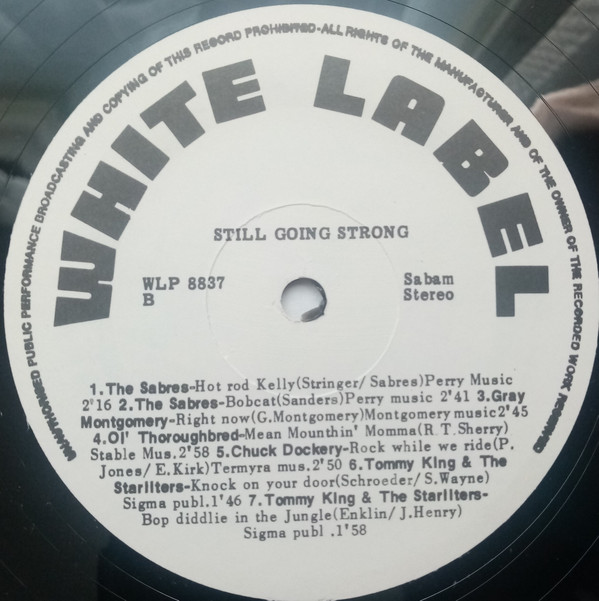 UNAUTHORISED PUBLIC PERFORMANCE BROADCASTING AND COPYING OF THIS RECORD PROHIBITED-ALL RIGHTS OF THE MANUFACTURER AND OF THE OWNER OF THE RECORDED WORK RESERVED
WHITE LABEL
STILL GOING STRONG
WLP 8837
B
Sabam
Stereo
1.The Sabres-Hot rod Kelly(Stringer/ Sabres)Perry Music
2'16 2.The Sabres-Bobcat(Sanders)Perry music 2'41 3.Gray
Montgomery-Right now(G.Montgomery)Montgomery music2'45
4.Ol' Thoroughbred-Mean Mounthin' Momma(R.T.Sherry)
Stable Mus.2'58 5.Chuck Dockery-Rock while we ride(P.
Jones/ E.Kirk)Termyra mus.2'50 6.Tommy King & The
Starliters-Knock on your door(Schroeder/ S.Wayne)
Sigma publ.1'46 7.Tommy King & The Starliters-
Bop diddlie in the Jungle(Enklin/ J.Henry)
Sigma publ .1'58